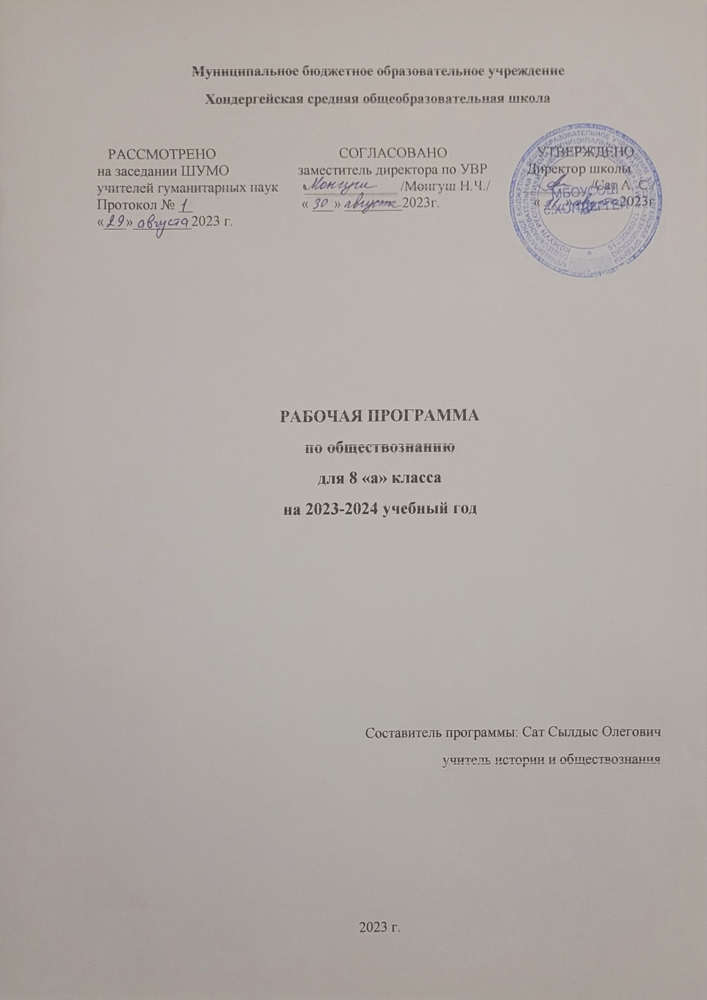 Муниципальное бюджетное образовательное учреждение
Хондергейская средняя общеобразовательная школа
РАССМОТРЕНО
на заседании ШУМО
учителей гуманитарных наук
Протокол № 1
«29» августа 2023 г.
СОГЛАСОВАНО
заместитель директора по УВР
Монгуш /Монгуш Н.Ч./
«30» августа 2023г.
УТВЕРЖДЕНО
Директор школы
/Сат А. С.
«31» августа 2023г
МБОУ СОШ
с.ХОНДЕРГЕЙ
РАБОЧАЯ ПРОГРАММА
по обществознанию
для 8 «а» класса
на 2023-2024 учебный год
Составитель программы: Сат Сылдыс Олегович
учитель истории и обществознания
2023 г.